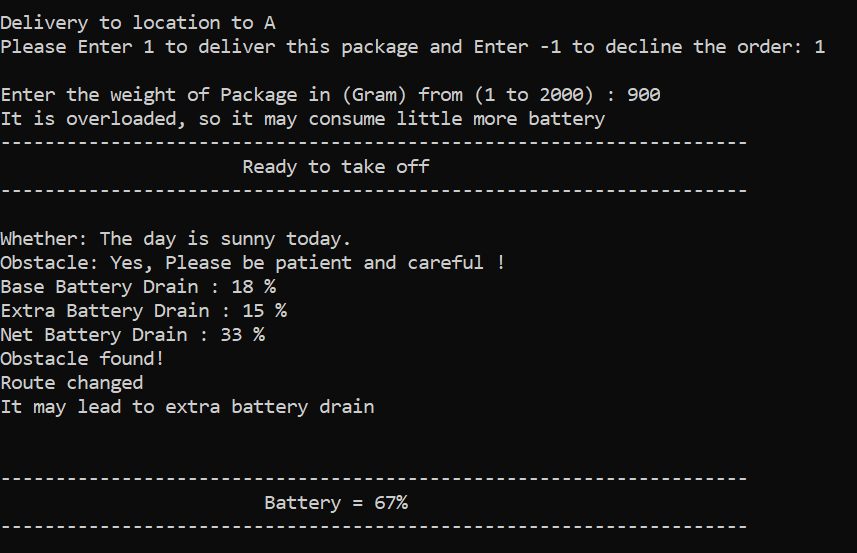 Delivery to location to A
Please Enter 1 to deliver this package and Enter -1 to decline the order: 1
Enter the weight of Package in (Gram) from (1 to 2000) : 900
It is overloaded, so it may consume little more battery
--------------------------------------------------------------------
Ready to take off
--------------------------------------------------------------------
Whether: The day is sunny today.
Obstacle: Yes, Please be patient and careful !
Base Battery Drain : 18 %
Extra Battery Drain : 15 %
Net Battery Drain : 33 %
Obstacle found!
Route changed
It may lead to extra battery drain
--------------------------------------------------------------------
Battery = 67%
--------------------------------------------------------------------